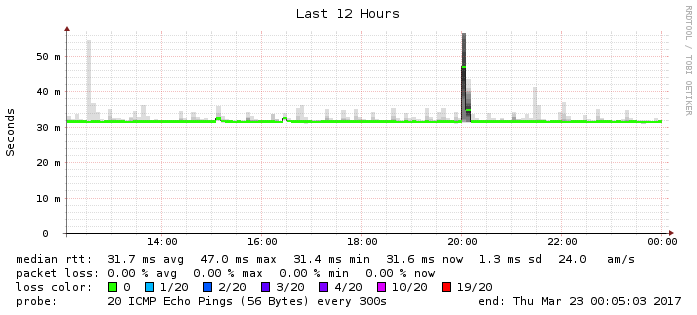 Last 12 Hours
RRDTOOL / TOBI OETIKER
Seconds
50 m
40 m
30 m
20 m
10 m
0
14:00 16:00 18:00 20:00 22:00 00:00
median rtt: 31.7 ms avg 47.0 ms max 31.4 ms min 31.6 ms now 1.3 ms sd 24.0 am/s
packet loss: 0.00 % avg 0.00 % max 0.00 % min 0.00 % now
loss color: 0 1/20 2/20 3/20 4/20 10/20 19/20
probe: 20 ICMP Echo Pings (56 Bytes) every 300s end: Thu Mar 23 00:05:03 2017